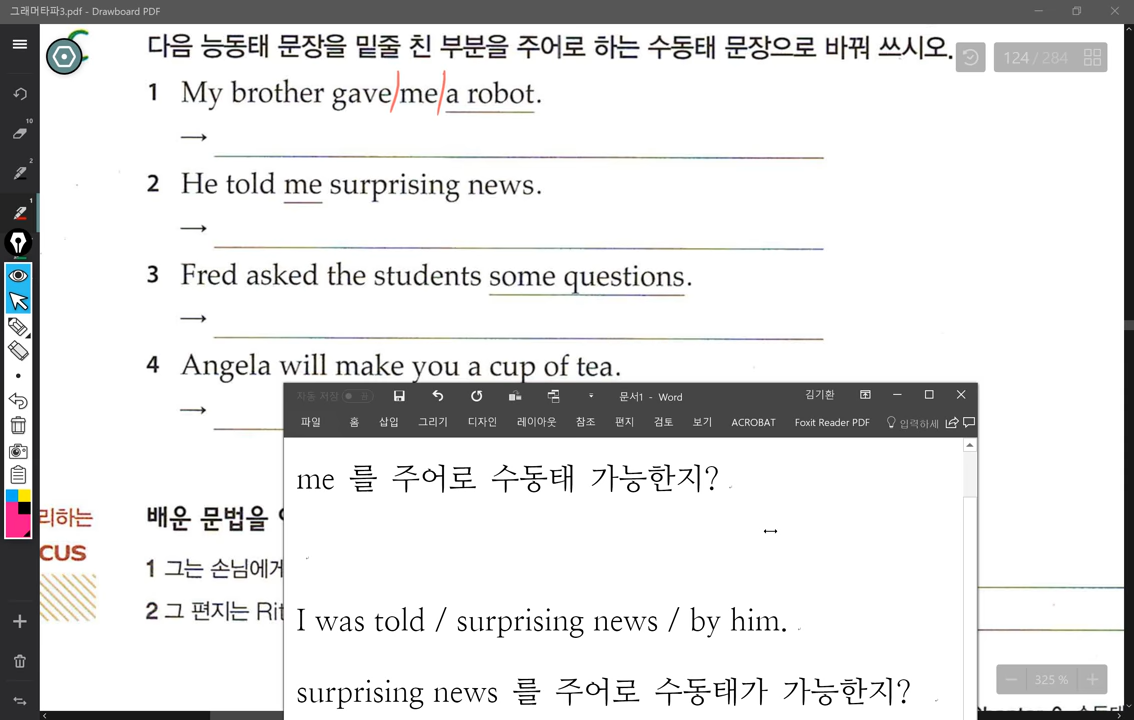 그래머타파3.pdf - Drawboard PDF
다음 능동태 문장을 밑줄 친 부분을 주어로 하는 수동태 문장으로 바꿔 쓰시오.
124 / 284
10
2
1
1 My brother gave me a robot.
→
2 He told me surprising news.
→
3 Fred asked the students some questions.
→
4 Angela will make you a cup of tea.
→
자동 저장
문서1 - Word
김기환
파일 홈 삽입 그리기 디자인 레이아웃 참조 편지 검토 보기 ACROBAT Foxit Reader PDF 입력하세
me 를 주어로 수동태 가능한지?
I was told / surprising news / by him.
surprising news 를 주어로 수동태가 가능한지?
리하는
CUS
배운 문법을
1 그는 손님에게
2 그 편지는 Rit
325 %